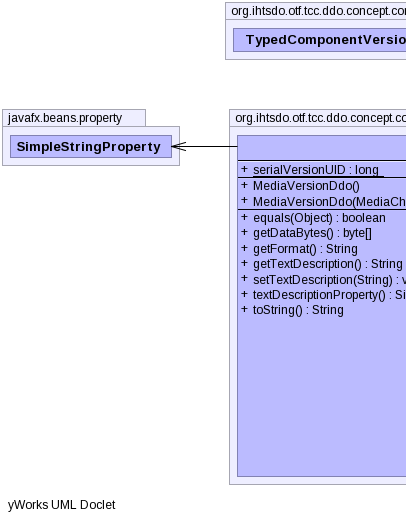 org.ihtsdo.otf.tcc.ddo.concept.co
TypedComponentVersio
javafx.beans.property
SimpleStringProperty
org.ihtsdo.otf.tcc.ddo.concept.co
+ serialVersionUID : long
+ MediaVersionDdo()
+ MediaVersionDdo(MediaCh
+ equals(Object) : boolean
+ getDataBytes() : byte[]
+ getFormat() : String
+ getTextDescription() : String
+ setTextDescription(String) : v
+ textDescriptionProperty() : Si
+ toString() : String
yWorks UML Doclet